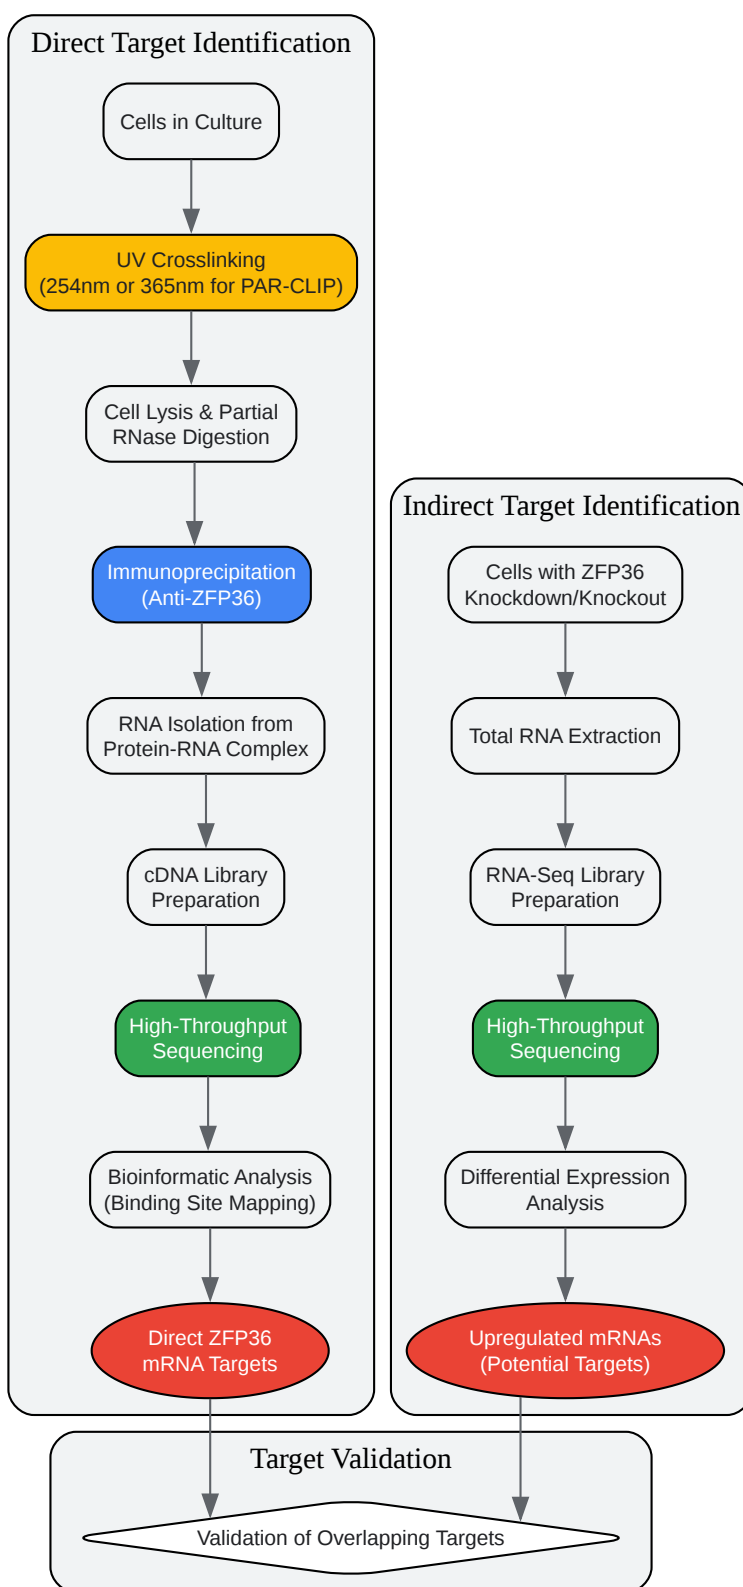 Direct Target Identification
Cells in Culture
UV Crosslinking
(254nm or 365nm for PAR-CLIP)
Cell Lysis & Partial
RNase Digestion
Immunoprecipitation
(Anti-ZFP36)
RNA Isolation from
Protein-RNA Complex
cDNA Library
Preparation
High-Throughput
Sequencing
Bioinformatic Analysis
(Binding Site Mapping)
Direct ZFP36
mRNA Targets
Indirect Target Identification
Cells with ZFP36
Knockdown/Knockout
Total RNA Extraction
RNA-Seq Library
Preparation
High-Throughput
Sequencing
Differential Expression
Analysis
Upregulated mRNAs
(Potential Targets)
Target Validation
Validation of Overlapping Targets